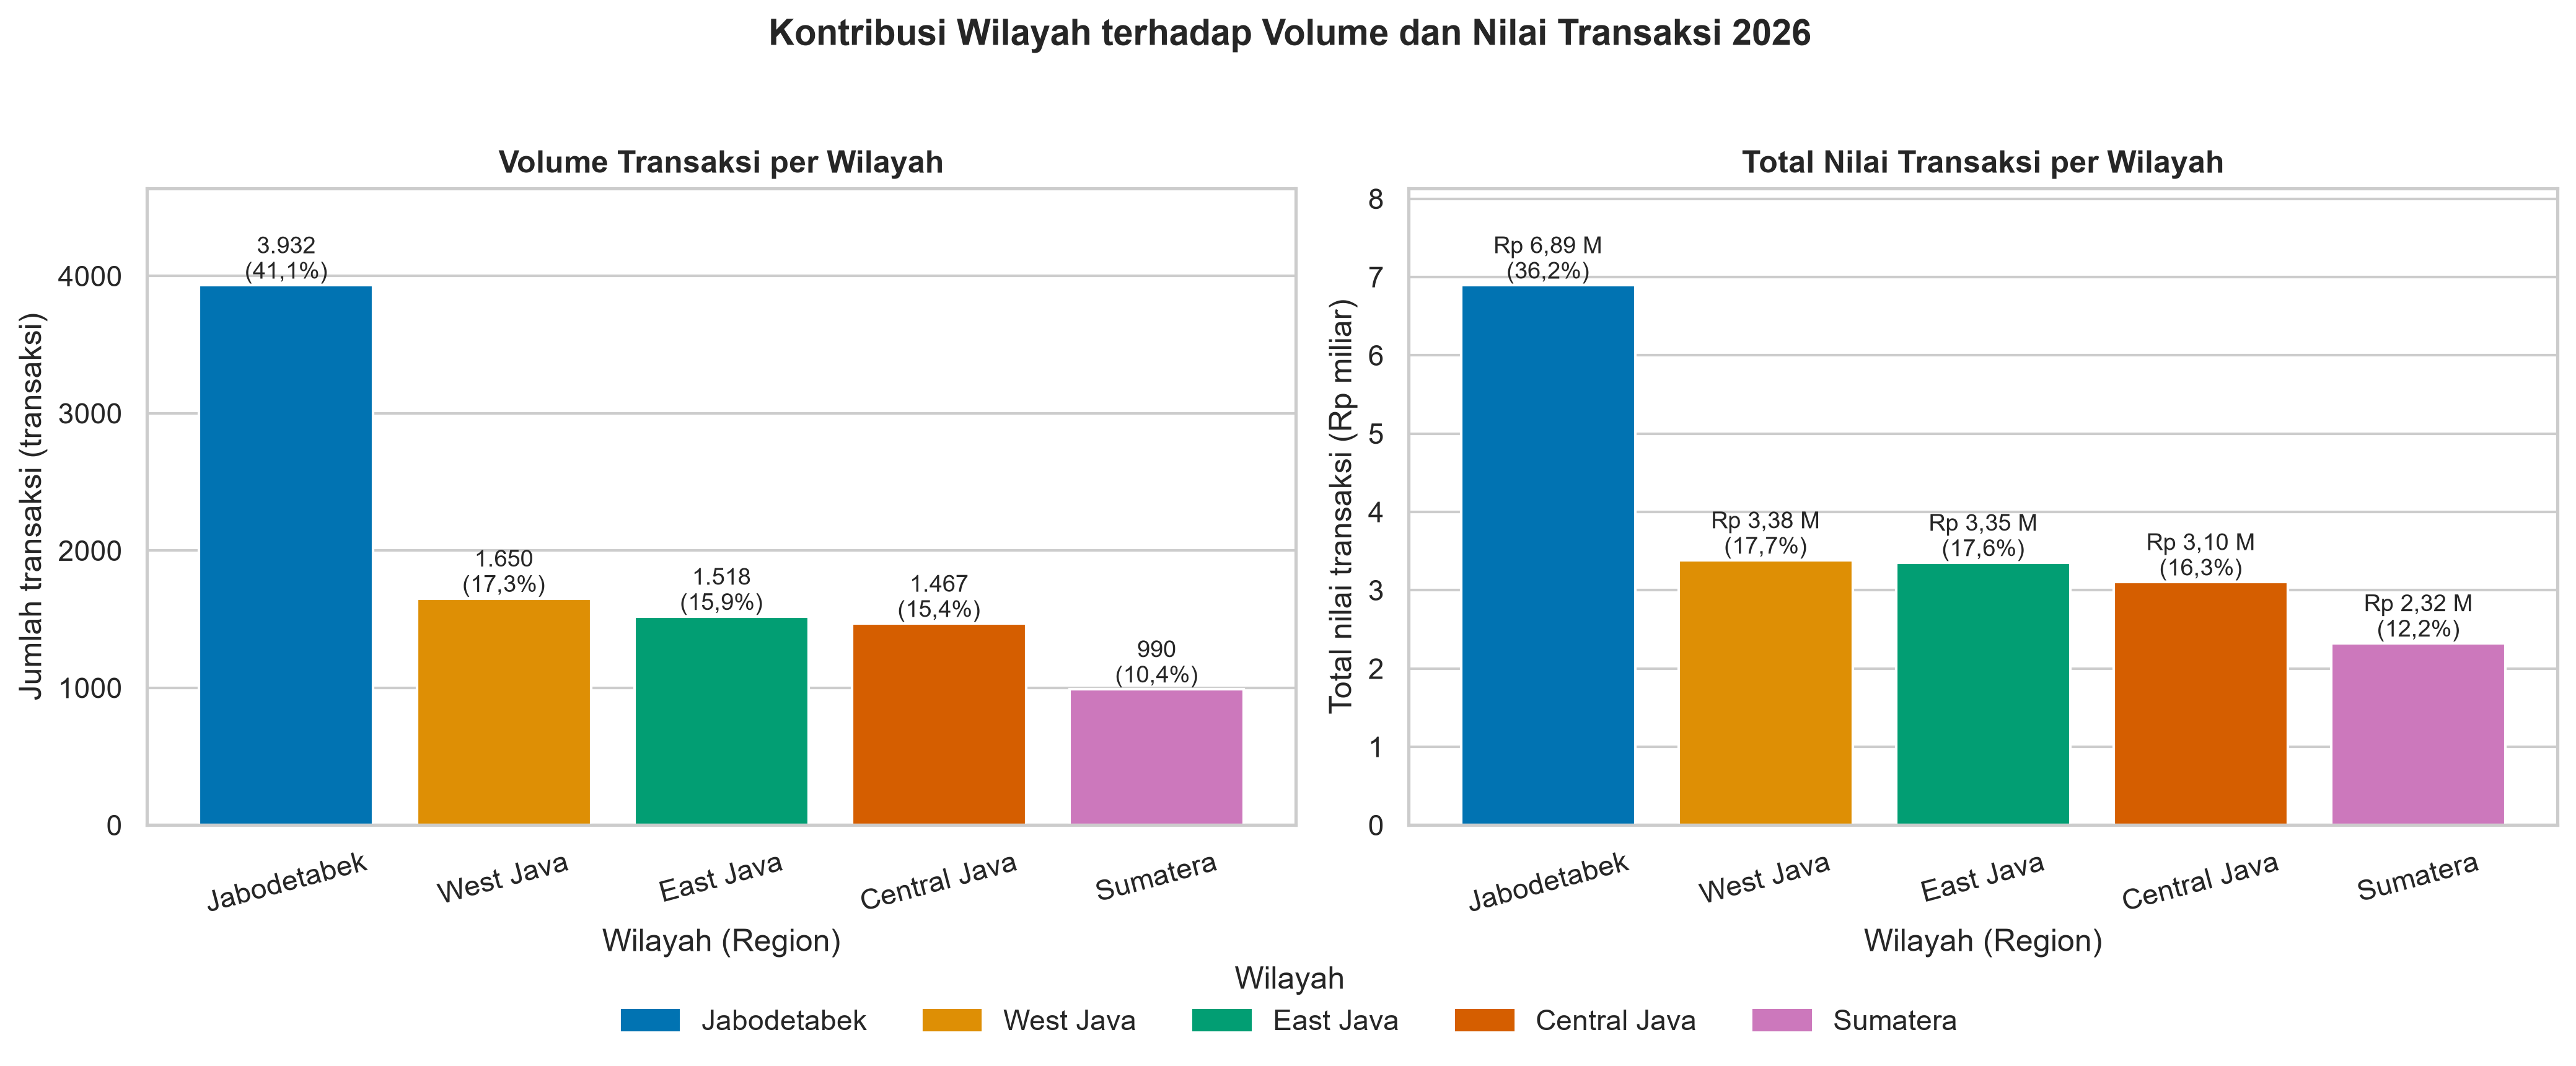 Kontribusi Wilayah terhadap Volume dan Nilai Transaksi 2026
Volume Transaksi per Wilayah
Jumlah transaksi (transaksi)
4000
3000
2000
1000
0
3.932
(41,1%)
1.650
(17,3%)
1.518
(15,9%)
1.467
(15,4%)
990
(10,4%)
Jabodetabek
West Java
East Java
Central Java
Sumatera
Wilayah (Region)
Total Nilai Transaksi per Wilayah
Total nilai transaksi (Rp miliar)
8
7
6
5
4
3
2
1
0
Rp 6,89 M
(36,2%)
Rp 3,38 M
(17,7%)
Rp 3,35 M
(17,6%)
Rp 3,10 M
(16,3%)
Rp 2,32 M
(12,2%)
Jabodetabek
West Java
East Java
Central Java
Sumatera
Wilayah (Region)
Wilayah
Jabodetabek
West Java
East Java
Central Java
Sumatera